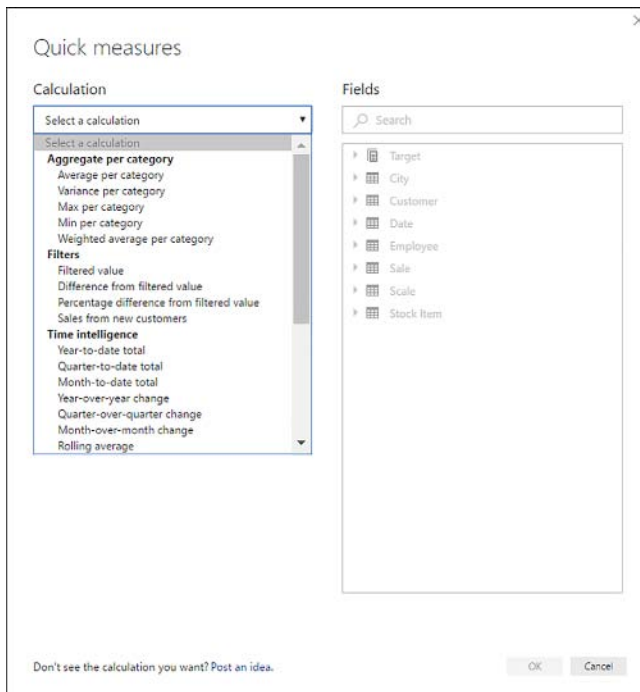 Quick measures
Calculation
Select a calculation
Select a calculation
Aggregate per category
Average per category
Variance per category
Max per category
Min per category
Weighted average per category
Filters
Filtered value
Difference from filtered value
Percentage difference from filtered value
Sales from new customers
Time intelligence
Year-to-date total
Quarter-to-date total
Month-to-date total
Year-over-year change
Quarter-over-quarter change
Month-over-month change
Rolling average
Fields
Search
Target
City
Customer
Date
Employee
Sale
Scale
Stock Item
Don't see the calculation you want? Post an idea.
OK
Cancel